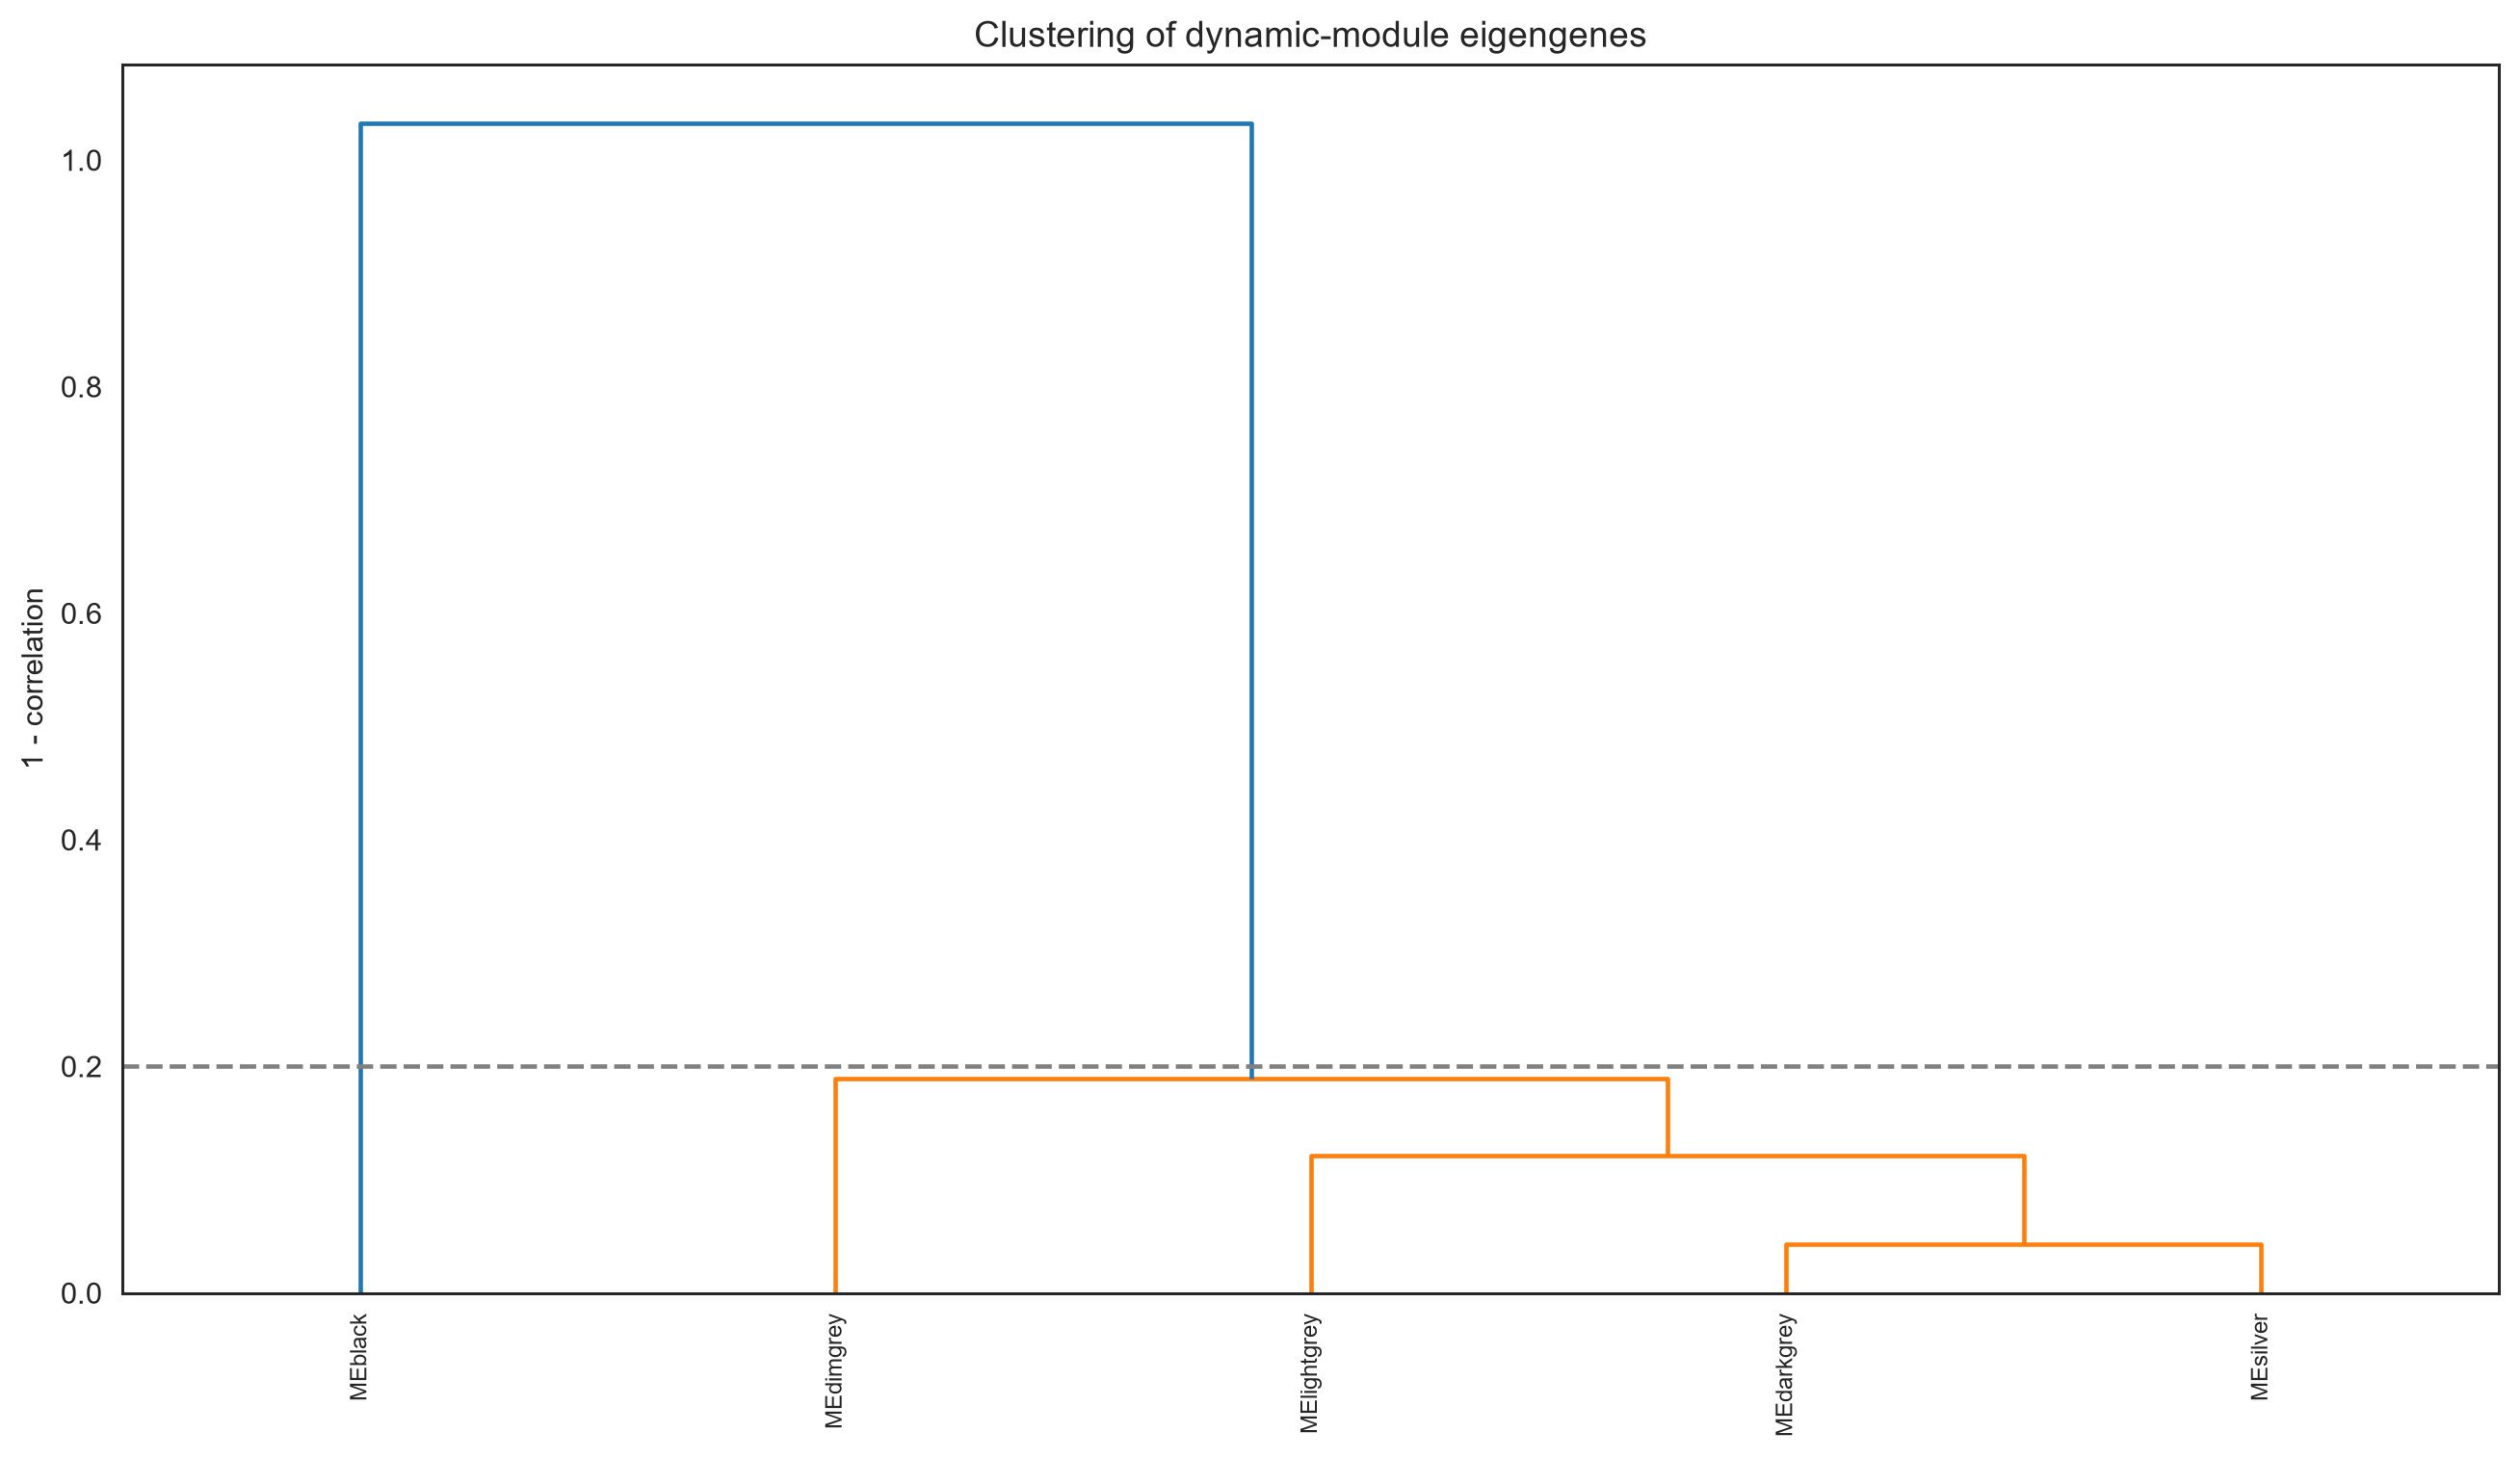 Clustering of dynamic-module eigengenes
1 - correlation
1.0
0.8
0.6
0.4
0.2
0.0
MEblack
MEdimgrey
MElightgrey
MEdarkgrey
MEsilver